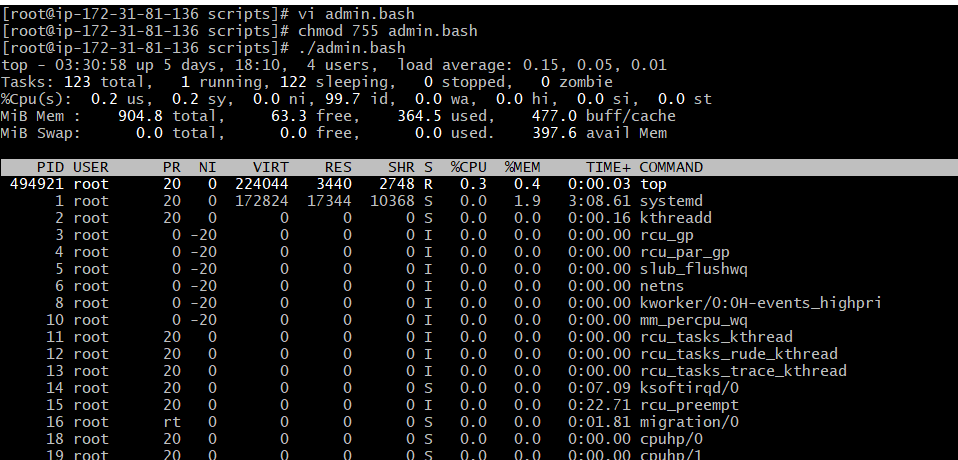 [root@ip-172-31-81-136 scripts]# vi admin.bash
[root@ip-172-31-81-136 scripts]# chmod 755 admin.bash
[root@ip-172-31-81-136 scripts]# ./admin.bash
top - 03:30:58 up 5 days, 18:10,  4 users,  load average: 0.15, 0.05, 0.01
Tasks: 123 total,   1 running, 122 sleeping,   0 stopped,   0 zombie
%Cpu(s):  0.2 us,  0.2 sy,  0.0 ni, 99.7 id,  0.0 wa,  0.0 hi,  0.0 si,  0.0 st
MiB Mem :    904.8 total,     63.3 free,    364.5 used,    477.0 buff/cache
MiB Swap:      0.0 total,      0.0 free,      0.0 used.    397.6 avail Mem
PID USER      PR  NI    VIRT    RES    SHR S  %CPU  %MEM     TIME+ COMMAND
494921 root      20   0  224044   3440   2748 R   0.3   0.4   0:00.03 top
1 root      20   0  172824  17344  10368 S   0.0   1.9   3:08.61 systemd
2 root      20   0       0      0      0 S   0.0   0.0   0:00.16 kthreadd
3 root       0 -20       0      0      0 I   0.0   0.0   0:00.00 rcu_gp
4 root       0 -20       0      0      0 I   0.0   0.0   0:00.00 rcu_par_gp
5 root       0 -20       0      0      0 I   0.0   0.0   0:00.00 slub_flushwq
6 root       0 -20       0      0      0 I   0.0   0.0   0:00.00 netns
8 root       0 -20       0      0      0 I   0.0   0.0   0:00.00 kworker/0:0H-events_highpri
10 root       0 -20       0      0      0 I   0.0   0.0   0:00.00 mm_percpu_wq
11 root      20   0       0      0      0 I   0.0   0.0   0:00.00 rcu_tasks_kthread
12 root      20   0       0      0      0 I   0.0   0.0   0:00.00 rcu_tasks_rude_kthread
13 root      20   0       0      0      0 I   0.0   0.0   0:00.00 rcu_tasks_trace_kthread
14 root      20   0       0      0      0 S   0.0   0.0   0:07.09 ksoftirqd/0
15 root      20   0       0      0      0 I   0.0   0.0   0:22.71 rcu_preempt
16 root      rt   0       0      0      0 S   0.0   0.0   0:01.81 migration/0
18 root      20   0       0      0      0 S   0.0   0.0   0:00.00 cpuhp/0
19 root      20   0       0      0      0 S   0.0   0.0   0:00.00 cpuhp/1